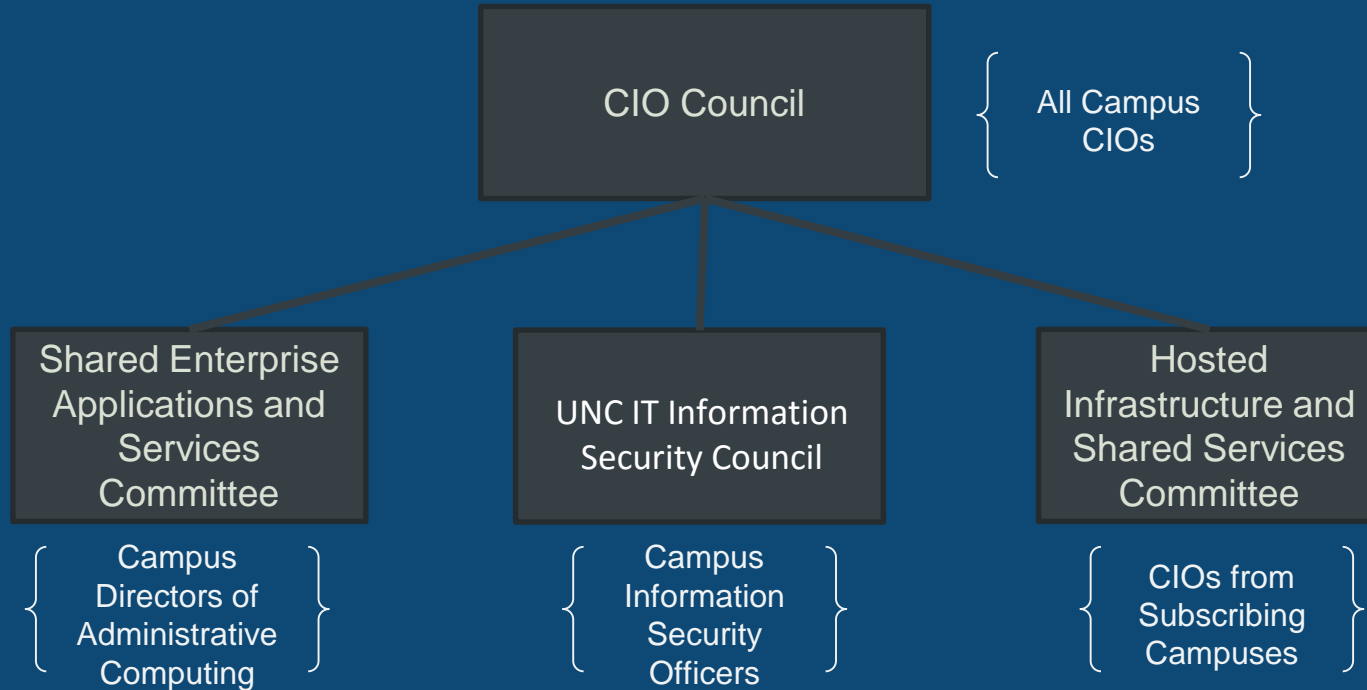 CIO Council
All Campus
CIOs
Shared Enterprise
Applications and
Services
Committee
UNC IT Information
Security Council
Hosted
Infrastructure and
Shared Services
Committee
Campus
Directors of
Administrative
Computing
Campus
Information
Security
Officers
CIOs from
Subscribing
Campuses